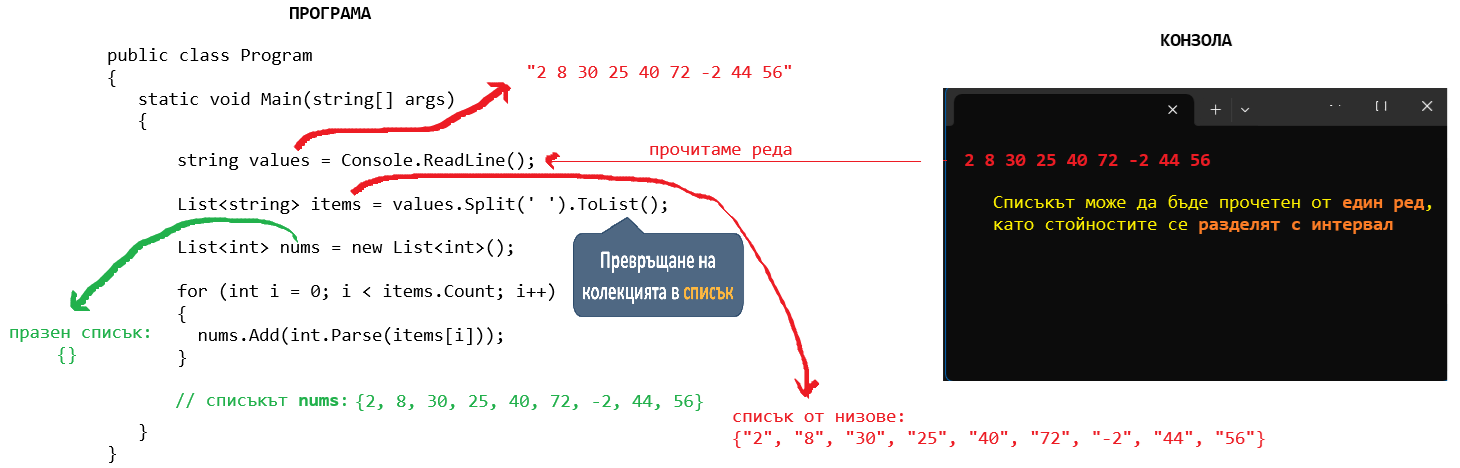 ПРОГРАМА
public class Program
{
static void Main(string[] args)
{
string values = Console.ReadLine();
List<string> items = values.Split(' ').ToList();
List<int> nums = new List<int>();
for (int i = 0; i < items.Count; i++)
{
nums.Add(int.Parse(items[i]));
}
// списъкът nums: {2, 8, 30, 25, 40, 72, -2, 44, 56}
}
}
"2 8 30 25 40 72 -2 44 56"
прочитаме реда
Превръщане на
колекцията в списък
празен списък:
{}
списък от низове:
{"2", "8", "30", "25", "40", "72", "-2", "44", "56"}
КОНЗОЛА
2 8 30 25 40 72 -2 44 56
Списъкът може да бъде прочетен от един ред,
като стойностите се разделят с интервал